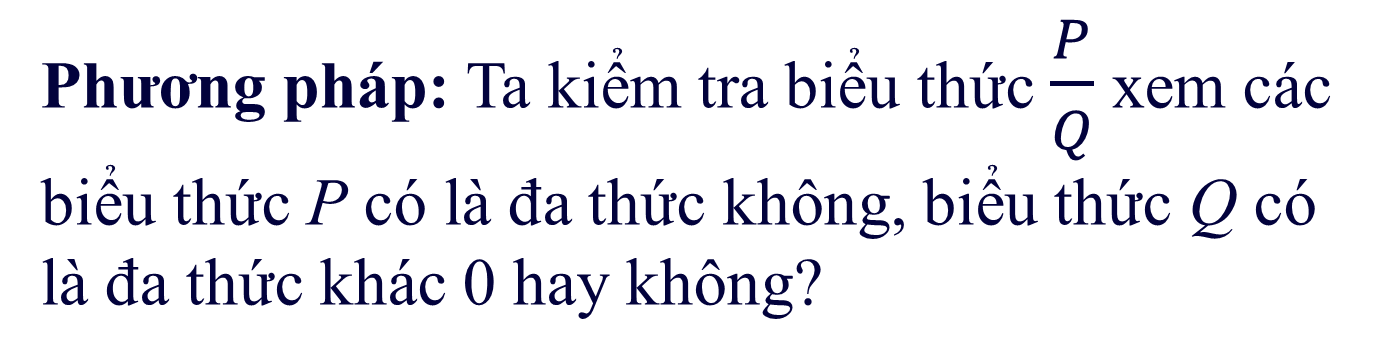 Phương pháp: Ta kiểm tra biểu thức $\frac{P}{Q}$ xem các
biểu thức P có là đa thức không, biểu thức Q có
là đa thức khác 0 hay không?